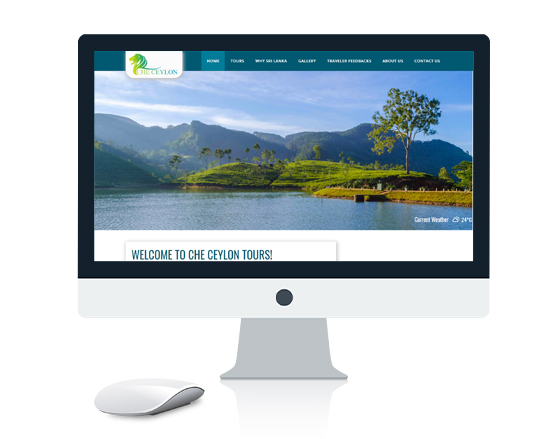 CHE CEYLON
HOME TOURS WHY SRI LANKA GALLERY TRAVELER FEEDBACKS ABOUT US CONTACT US
Current Weather 24°C
WELCOME TO CHE CEYLON TOURS!